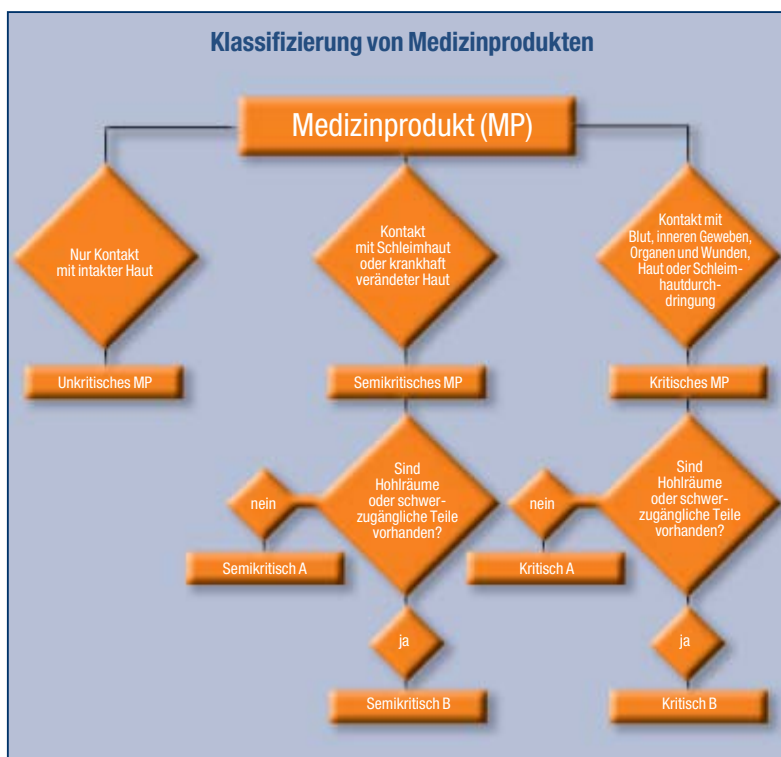 Klassifizierung von Medizinprodukten
Medizinprodukt (MP)
Nur Kontakt
mit intakter Haut
Unkritisches MP
Kontakt
mit Schleimhaut
oder krankhaft
veränderter Haut
Semikritisches MP
Sind
Hohlräume
oder schwer-
zugängliche Teile
vorhanden?
nein
Semikritisch A
ja
Semikritisch B
Kontakt mit
Blut, inneren Geweben,
Organen und Wunden,
Haut oder Schleim-
hautdurch-
dringung
Kritisches MP
Sind
Hohlräume
oder schwer-
zugängliche Teile
vorhanden?
nein
Kritisch A
ja
Kritisch B